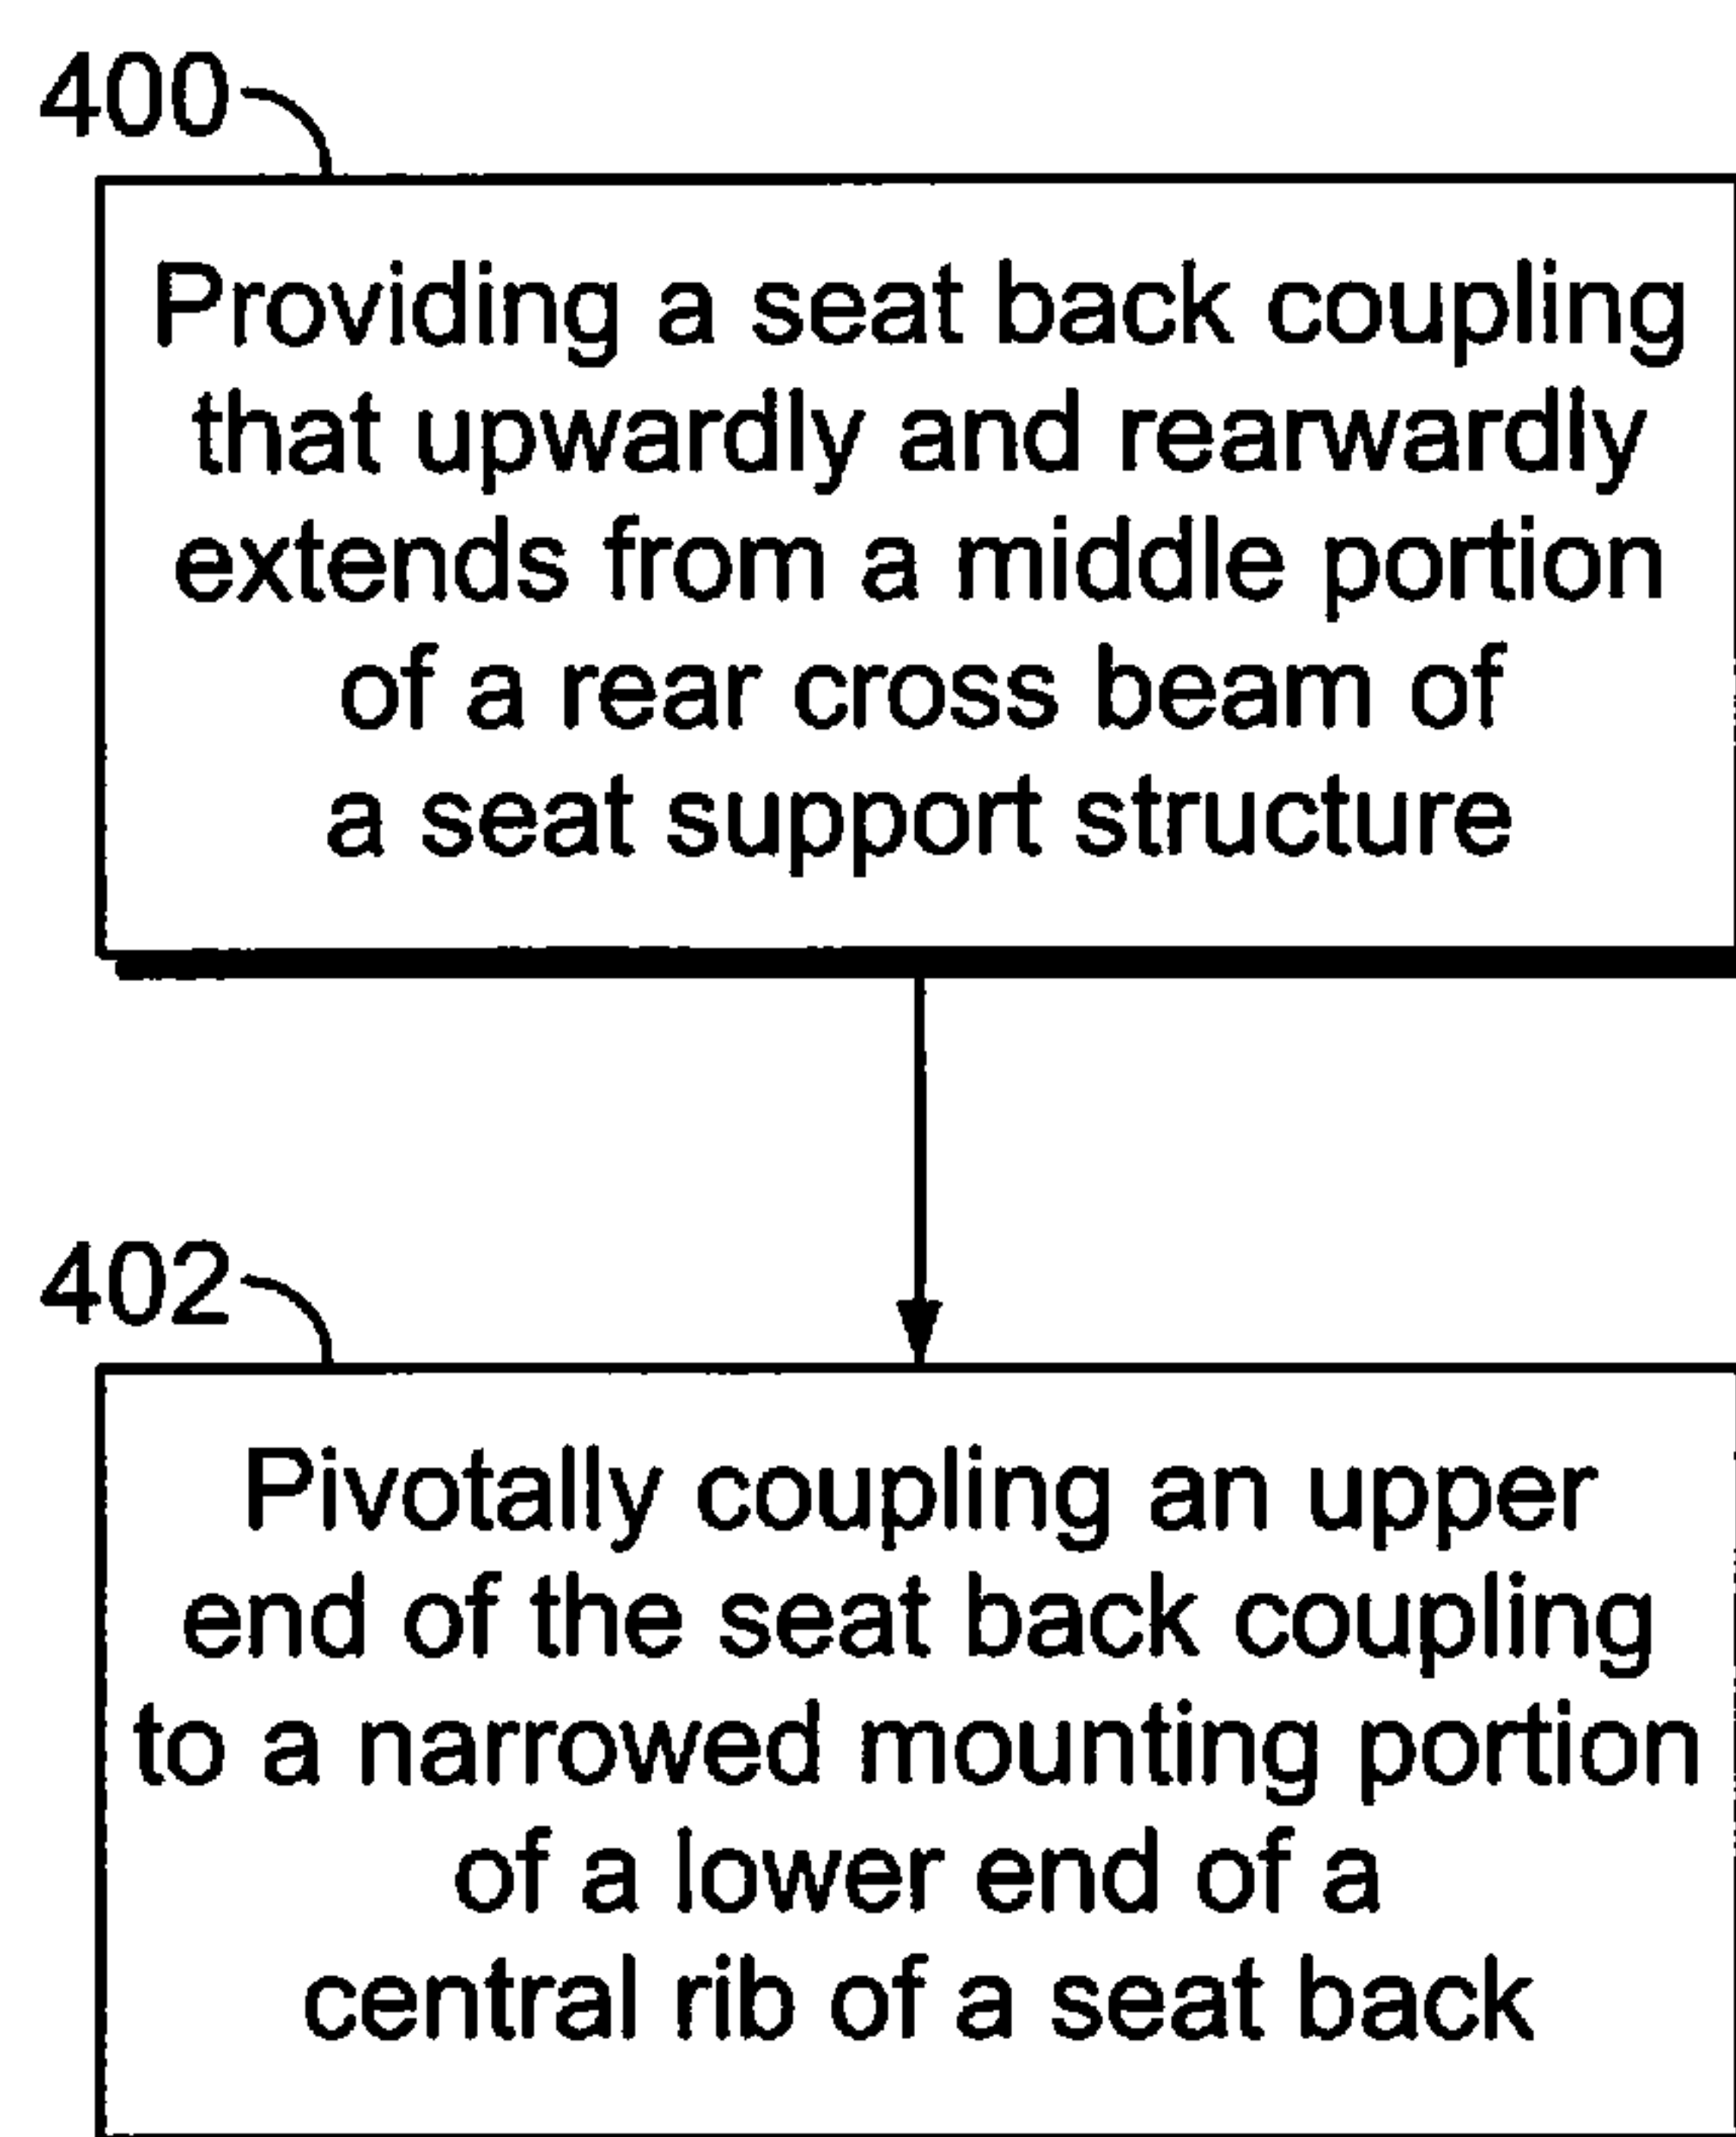 400
Providing a seat back coupling
that upwardly and rearwardly
extends from a middle portion
of a rear cross beam of
a seat support structure
402
Pivotally coupling an upper
end of the seat back coupling
to a narrowed mounting portion
of a lower end of a
central rib of a seat back